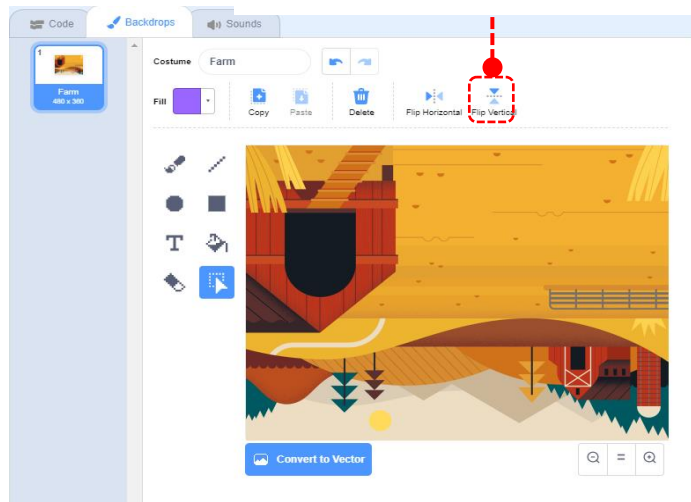 Code Backdrops Sounds
1
Farm
480 x 360
Costume Farm
Fill
Copy Paste Delete Flip Horizontal Flip Vertical
T
Convert to Vector
=